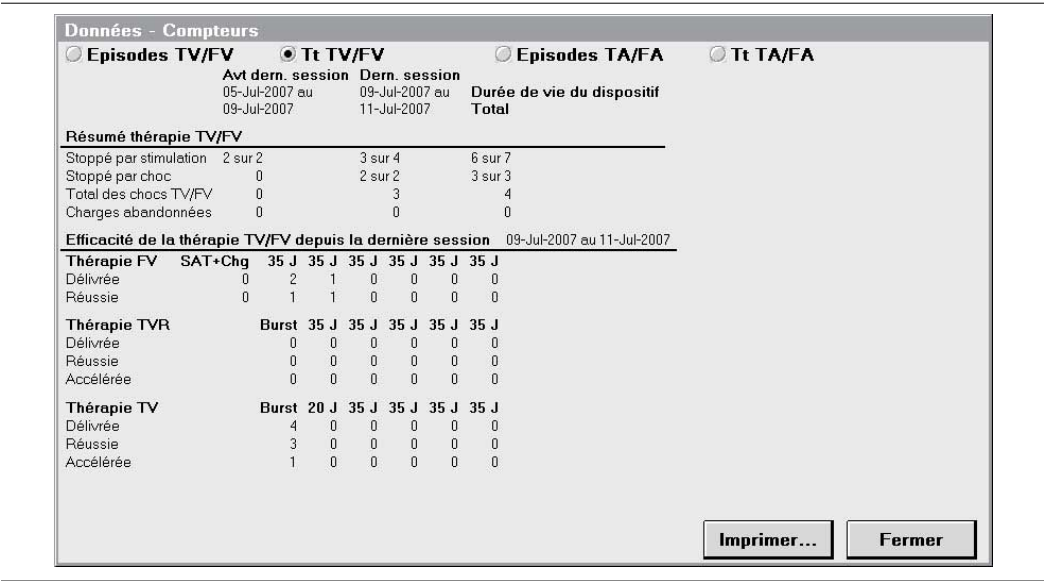 Données - Compteurs
Episodes TV/FV Tt TV/FV Episodes TA/FA Tt TA/FA
Avt dern. session Dern. session
05-Jul-2007 au 09-Jul-2007 au Durée de vie du dispositif
09-Jul-2007 11-Jul-2007 Total
Résumé thérapie TV/FV
Stoppé par stimulation 2 sur 2 3 sur 4 6 sur 7
Stoppé par choc 0 2 sur 2 3 sur 3
Total des chocs TV/FV 0 3 4
Charges abandonnées 0 0 0
Efficacité de la thérapie TV/FV depuis la dernière session 09-Jul-2007 au 11-Jul-2007
Thérapie FV SAT+Chg 35 J 35 J 35 J 35 J 35 J 35 J
Délivrée 0 2 1 0 0 0 0
Réussie 0 1 1 0 0 0 0
Thérapie TVR Burst 35 J 35 J 35 J 35 J 35 J
Délivrée 0 0 0 0 0 0
Réussie 0 0 0 0 0 0
Accélérée 0 0 0 0 0 0
Thérapie TV Burst 20 J 35 J 35 J 35 J 35 J
Délivrée 4 0 0 0 0 0
Réussie 3 0 0 0 0 0
Accélérée 1 0 0 0 0 0
Imprimer... Fermer